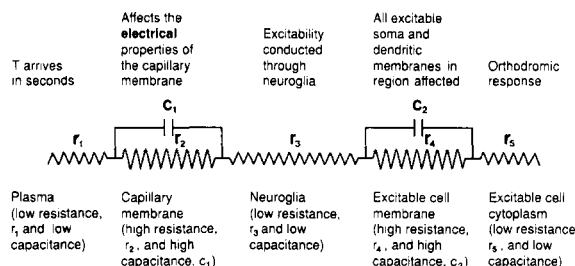 T arrives
in seconds
Affects the
electrical
properties of
the capillary
membrane
Excitability
conducted
through
neuroglia
All excitable
soma and
dendritic
membranes in
region affected
Orthodromic
response
C₁
C₂
r₁
r₂
r₃
r₄
r₅
Plasma
(low resistance,
r₁ and low
capacitance)
Capillary
membrane
(high resistance,
r₂, and high
capacitance, c₁)
Neuroglia
(low resistance,
r₃ and low
capacitance)
Excitable cell
membrane
(high resistance,
r₄, and high
capacitance, c₂)
Excitable cell
cytoplasm
(low resistance,
r₅, and low
capacitance)